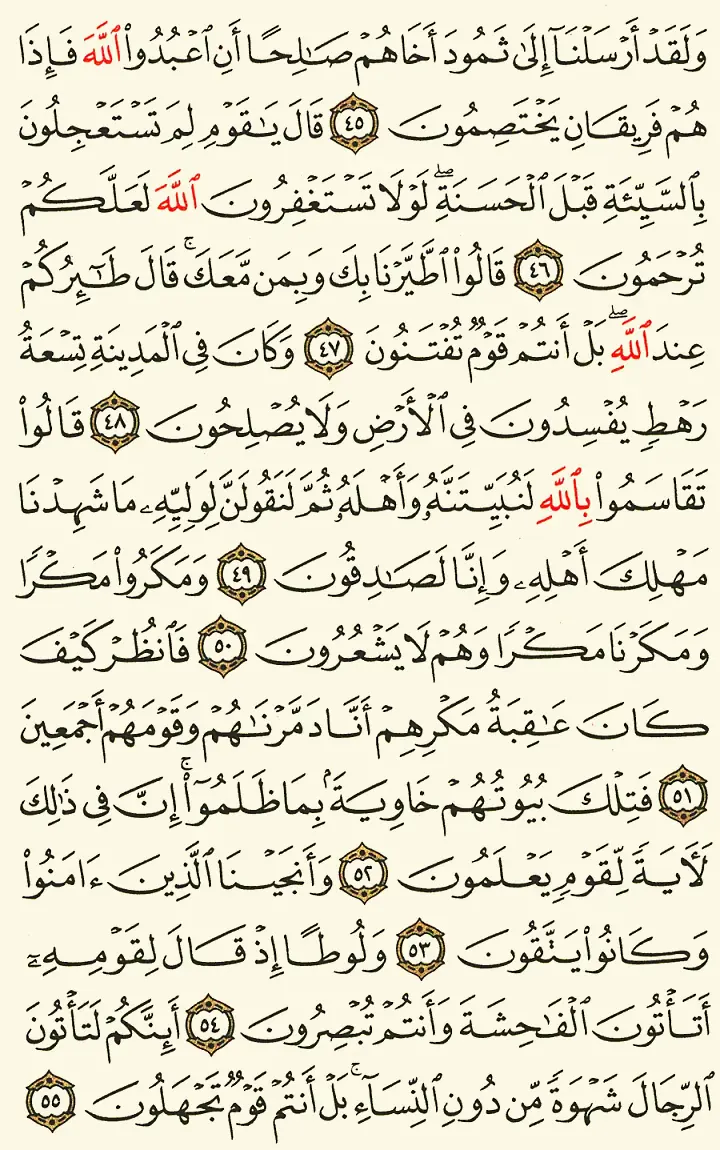 وَلَقَدْ أَرْسَلْنَآ إِلَىٰ ثَمُودَ أَخَاهُمْ صَٰلِحًا أَنِ ٱعْبُدُوا۟ ٱللَّهَ فَإِذَا
هُمْ فَرِيقَانِ يَخْتَصِمُونَ ٤٥ قَالَ يَٰقَوْمِ لِمَ تَسْتَعْجِلُونَ
بِٱلسَّيِّئَةِ قَبْلَ ٱلْحَسَنَةِۖ لَوْلَا تَسْتَغْفِرُونَ ٱللَّهَ لَعَلَّكُمْ
تُرْحَمُونَ ٤٦ قَالُوا۟ ٱطَّيَّرْنَا بِكَ وَبِمَن مَّعَكَۚ قَالَ طَٰٓئِرُكُمْ
عِندَ ٱللَّهِۖ بَلْ أَنتُمْ قَوْمٌ تُفْتَنُونَ ٤٧ وَكَانَ فِى ٱلْمَدِينَةِ تِسْعَةُ
رَهْطٍ يُفْسِدُونَ فِى ٱلْأَرْضِ وَلَا يُصْلِحُونَ ٤٨ قَالُوا۟
تَقَاسَمُوا۟ بِٱللَّهِ لَنُبَيِّتَنَّهُۥ وَأَهْلَهُۥ ثُمَّ لَنَقُولَنَّ لِوَلِيِّهِۦ مَا شَهِدْنَا
مَهْلِكَ أَهْلِهِۦ وَإِنَّا لَصَٰدِقُونَ ٤٩ وَمَكَرُوا۟ مَكْرًا
وَمَكَرْنَا مَكْرًا وَهُمْ لَا يَشْعُرُونَ ٥٠ فَٱنظُرْ كَيْفَ
كَانَ عَٰقِبَةُ مَكْرِهِمْ أَنَّا دَمَّرْنَٰهُمْ وَقَوْمَهُمْ أَجْمَعِينَ
٥١ فَتِلْكَ بُيُوتُهُمْ خَاوِيَةًۢ بِمَا ظَلَمُوٓا۟ۚ إِنَّ فِى ذَٰلِكَ
لَءَايَةً لِّقَوْمٍ يَعْلَمُونَ ٥٢ وَأَنجَيْنَا ٱلَّذِينَ ءَامَنُوا۟
وَكَانُوا۟ يَتَّقُونَ ٥٣ وَلُوطًا إِذْ قَالَ لِقَوْمِهِۦٓ
أَتَأْتُونَ ٱلْفَٰحِشَةَ وَأَنتُمْ تُبْصِرُونَ ٥٤ أَئِنَّكُمْ لَتَأْتُونَ
ٱلرِّجَالَ شَهْوَةً مِّن دُونِ ٱلنِّسَآءِۚ بَلْ أَنتُمْ قَوْمٌ تَجْهَلُونَ ٥٥